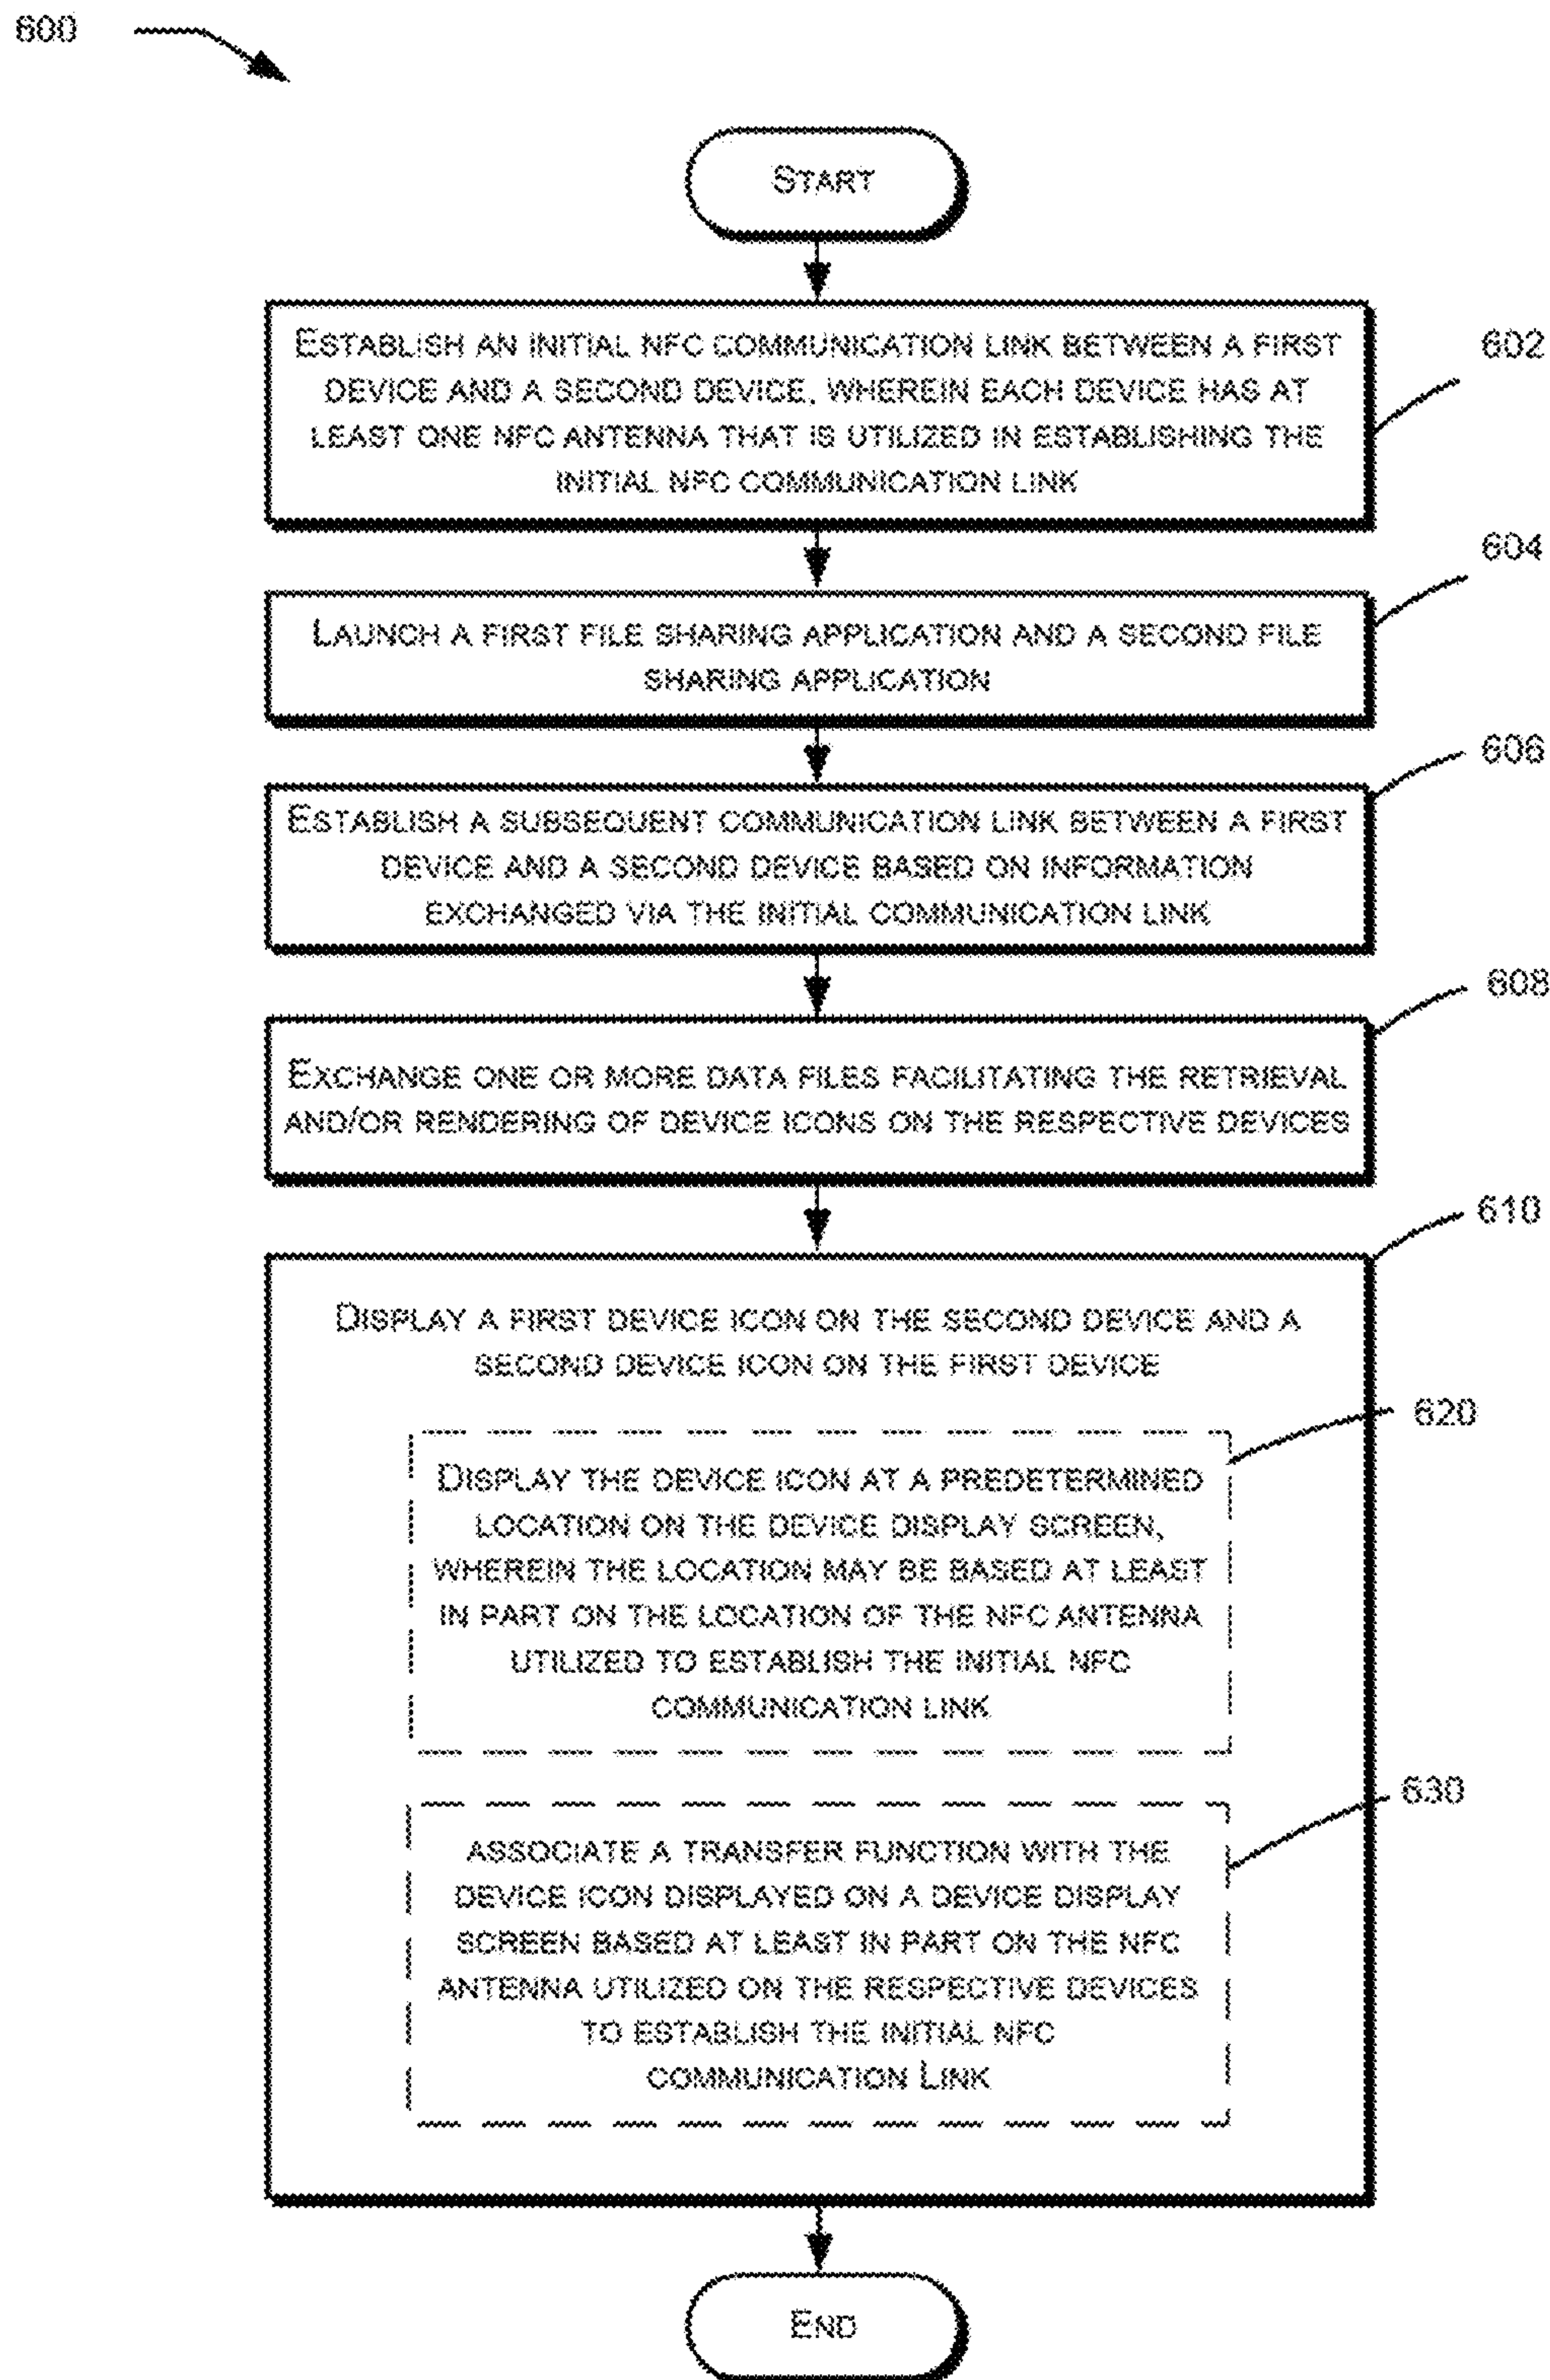 600
START
ESTABLISH AN INITIAL NFC COMMUNICATION LINK BETWEEN A FIRST
DEVICE AND A SECOND DEVICE, WHEREIN EACH DEVICE HAS AT
LEAST ONE NFC ANTENNA THAT IS UTILIZED IN ESTABLISHING THE
INITIAL NFC COMMUNICATION LINK
602
LAUNCH A FIRST FILE SHARING APPLICATION AND A SECOND FILE
SHARING APPLICATION
604
ESTABLISH A SUBSEQUENT COMMUNICATION LINK BETWEEN A FIRST
DEVICE AND A SECOND DEVICE BASED ON INFORMATION
EXCHANGED VIA THE INITIAL COMMUNICATION LINK
606
EXCHANGE ONE OR MORE DATA FILES FACILITATING THE RETRIEVAL
AND/OR RENDERING OF DEVICE ICONS ON THE RESPECTIVE DEVICES
608
DISPLAY A FIRST DEVICE ICON ON THE SECOND DEVICE AND A
SECOND DEVICE ICON ON THE FIRST DEVICE
610
DISPLAY THE DEVICE ICON AT A PREDETERMINED
LOCATION ON THE DEVICE DISPLAY SCREEN,
WHEREIN THE LOCATION MAY BE BASED AT LEAST
IN PART ON THE LOCATION OF THE NFC ANTENNA
UTILIZED TO ESTABLISH THE INITIAL NFC
COMMUNICATION LINK
620
ASSOCIATE A TRANSFER FUNCTION WITH THE
DEVICE ICON DISPLAYED ON A DEVICE DISPLAY
SCREEN BASED AT LEAST IN PART ON THE NFC
ANTENNA UTILIZED ON THE RESPECTIVE DEVICES
TO ESTABLISH THE INITIAL NFC
COMMUNICATION LINK
630
END